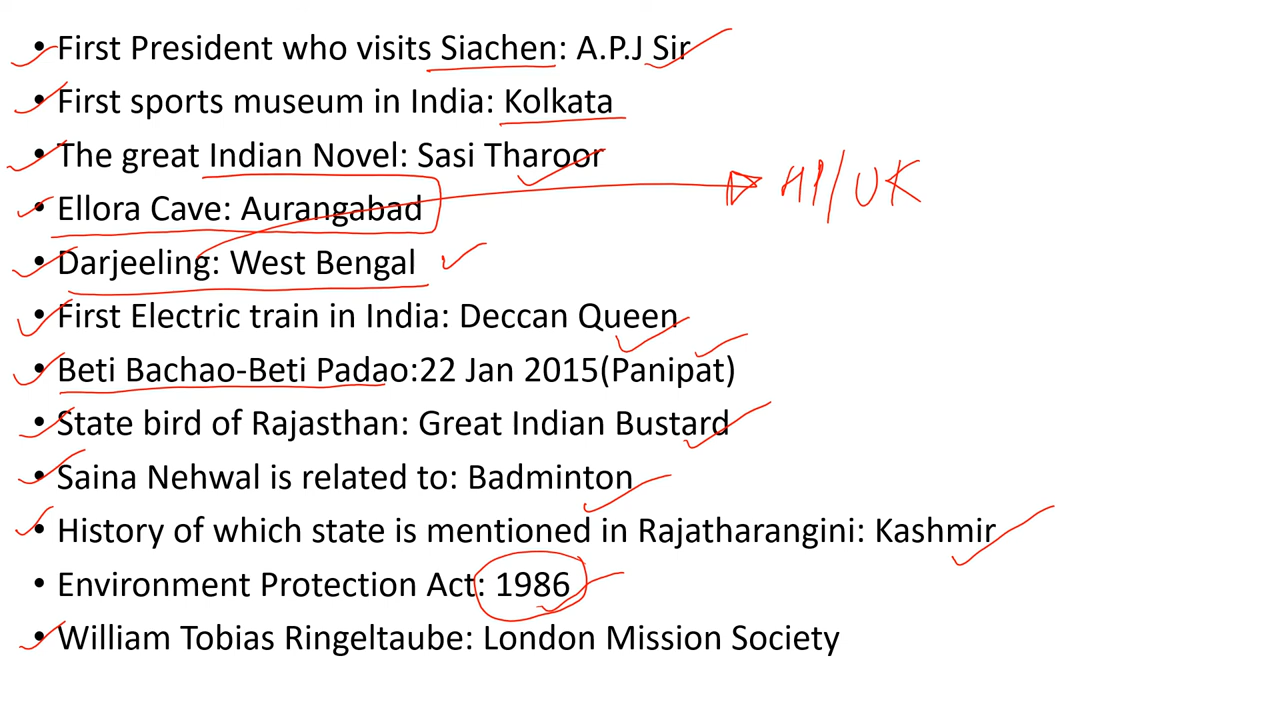 • First President who visits Siachen: A.P.J Sir
• First sports museum in India: Kolkata
• The great Indian Novel: Sasi Tharoor
HP/UK
• Ellora Cave: Aurangabad
• Darjeeling: West Bengal
• First Electric train in India: Deccan Queen
• Beti Bachao-Beti Padao:22 Jan 2015(Panipat)
• State bird of Rajasthan: Great Indian Bustard
• Saina Nehwal is related to: Badminton
• History of which state is mentioned in Rajatharangini: Kashmir
• Environment Protection Act: 1986
• William Tobias Ringeltaube: London Mission Society